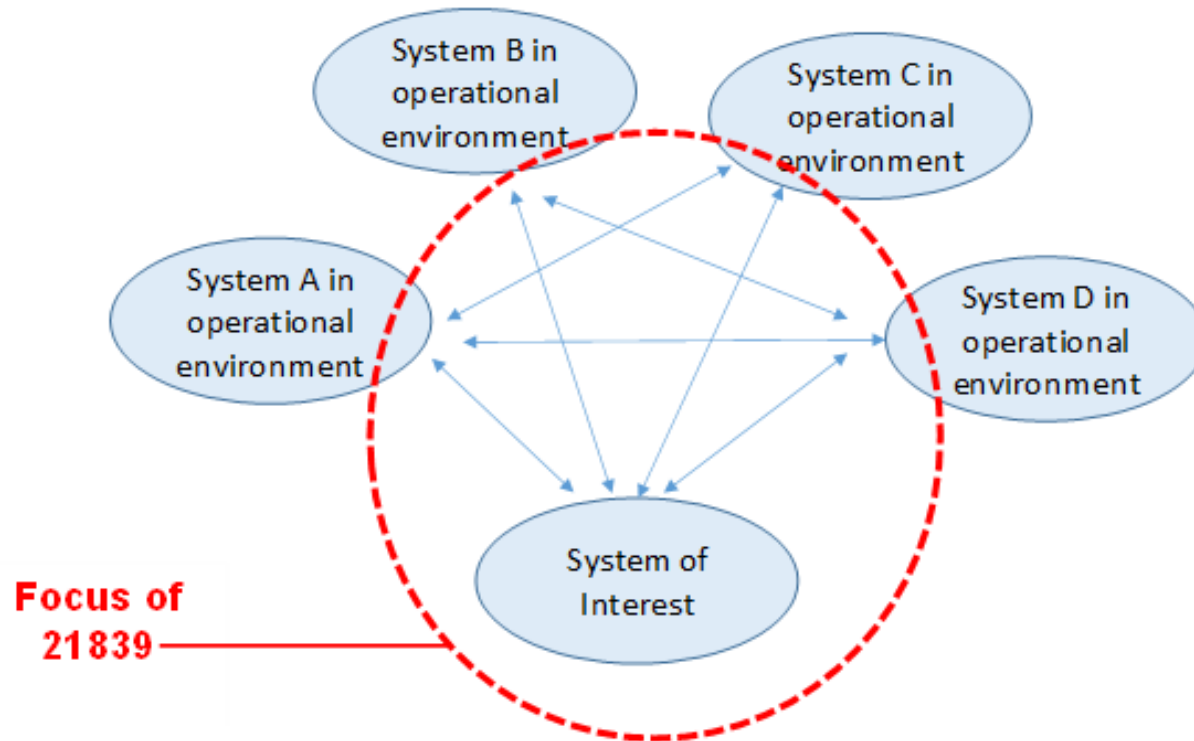 System B in
operational
environment
System C in
operational
environment
System A in
operational
environment
System D in
operational
environment
System of
Interest
Focus of
21839